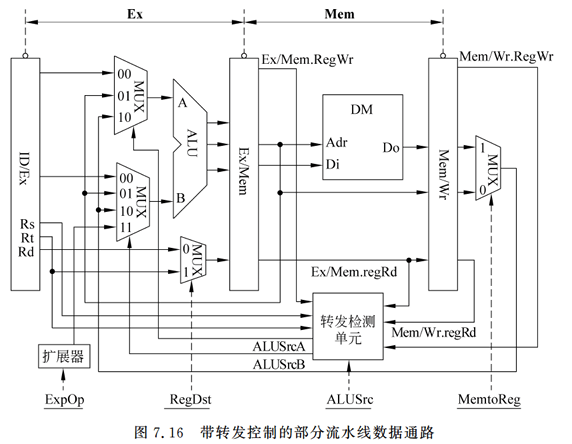 Ex
Mem
Ex/Mem.RegWr
Mem/Wr.RegWr
00
01
10
MUX
A
ALU
B
DM
Adr
Di
Do
ID/Ex
Ex/Mem
Mem/Wr
1
0
MUX
00
01
10
11
MUX
Rs
Rt
Rd
0
1
MUX
Ex/Mem.regRd
转发检测
单元
Mem/Wr.regRd
扩展器
ALUSrcA
ALUSrcB
ExpOp
RegDst
ALUSrc
MemtoReg
图 7.16 带转发控制的部分流水线数据通路